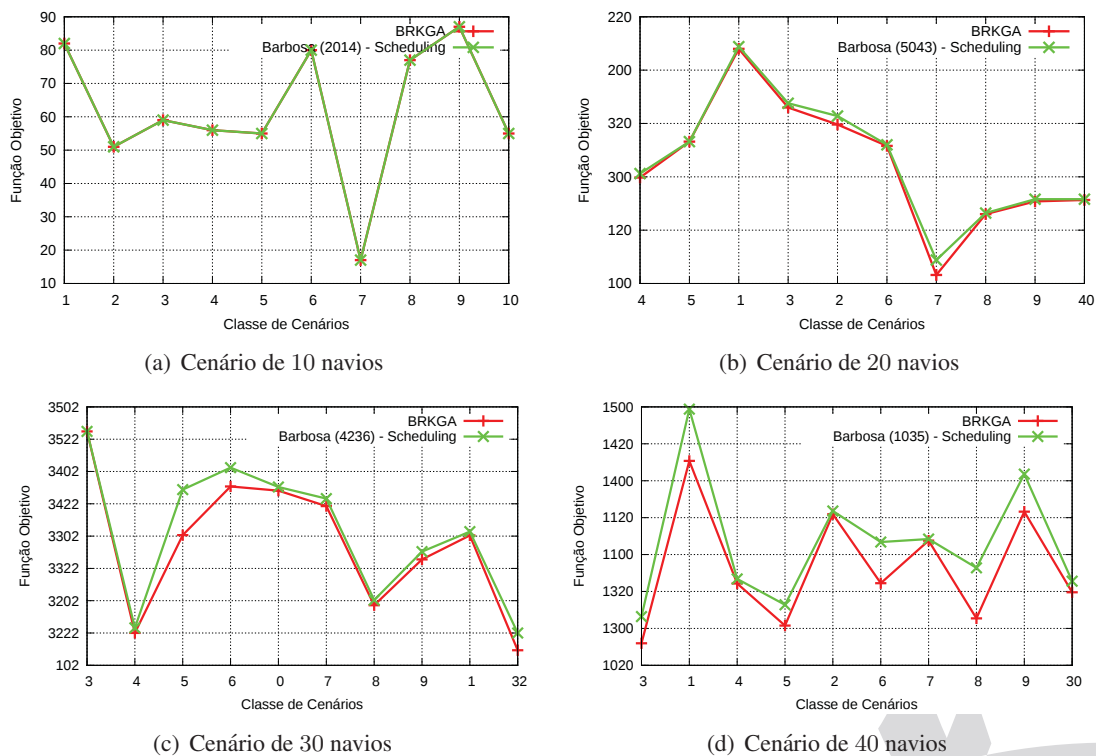 90
80
70
60
50
40
30
20
10
Função Objetivo
BRKGA
Barbosa (2014) - Scheduling
1 2 3 4 5 6 7 8 9 10
Classe de Cenários
(a) Cenário de 10 navios
220
200
320
300
120
100
Função Objetivo
BRKGA
Barbosa (5043) - Scheduling
4 5 1 3 2 6 7 8 9 40
Classe de Cenários
(b) Cenário de 20 navios
3502
3522
3402
3422
3302
3222
3202
3222
102
Função Objetivo
BRKGA
Barbosa (4236) - Scheduling
3 4 5 6 0 7 8 9 1 32
Classe de Cenários
(c) Cenário de 30 navios
1500
1420
1400
1120
1100
1320
1300
1020
Função Objetivo
BRKGA
Barbosa (1035) - Scheduling
3 1 4 5 2 6 7 8 9 30
Classe de Cenários
(d) Cenário de 40 navios